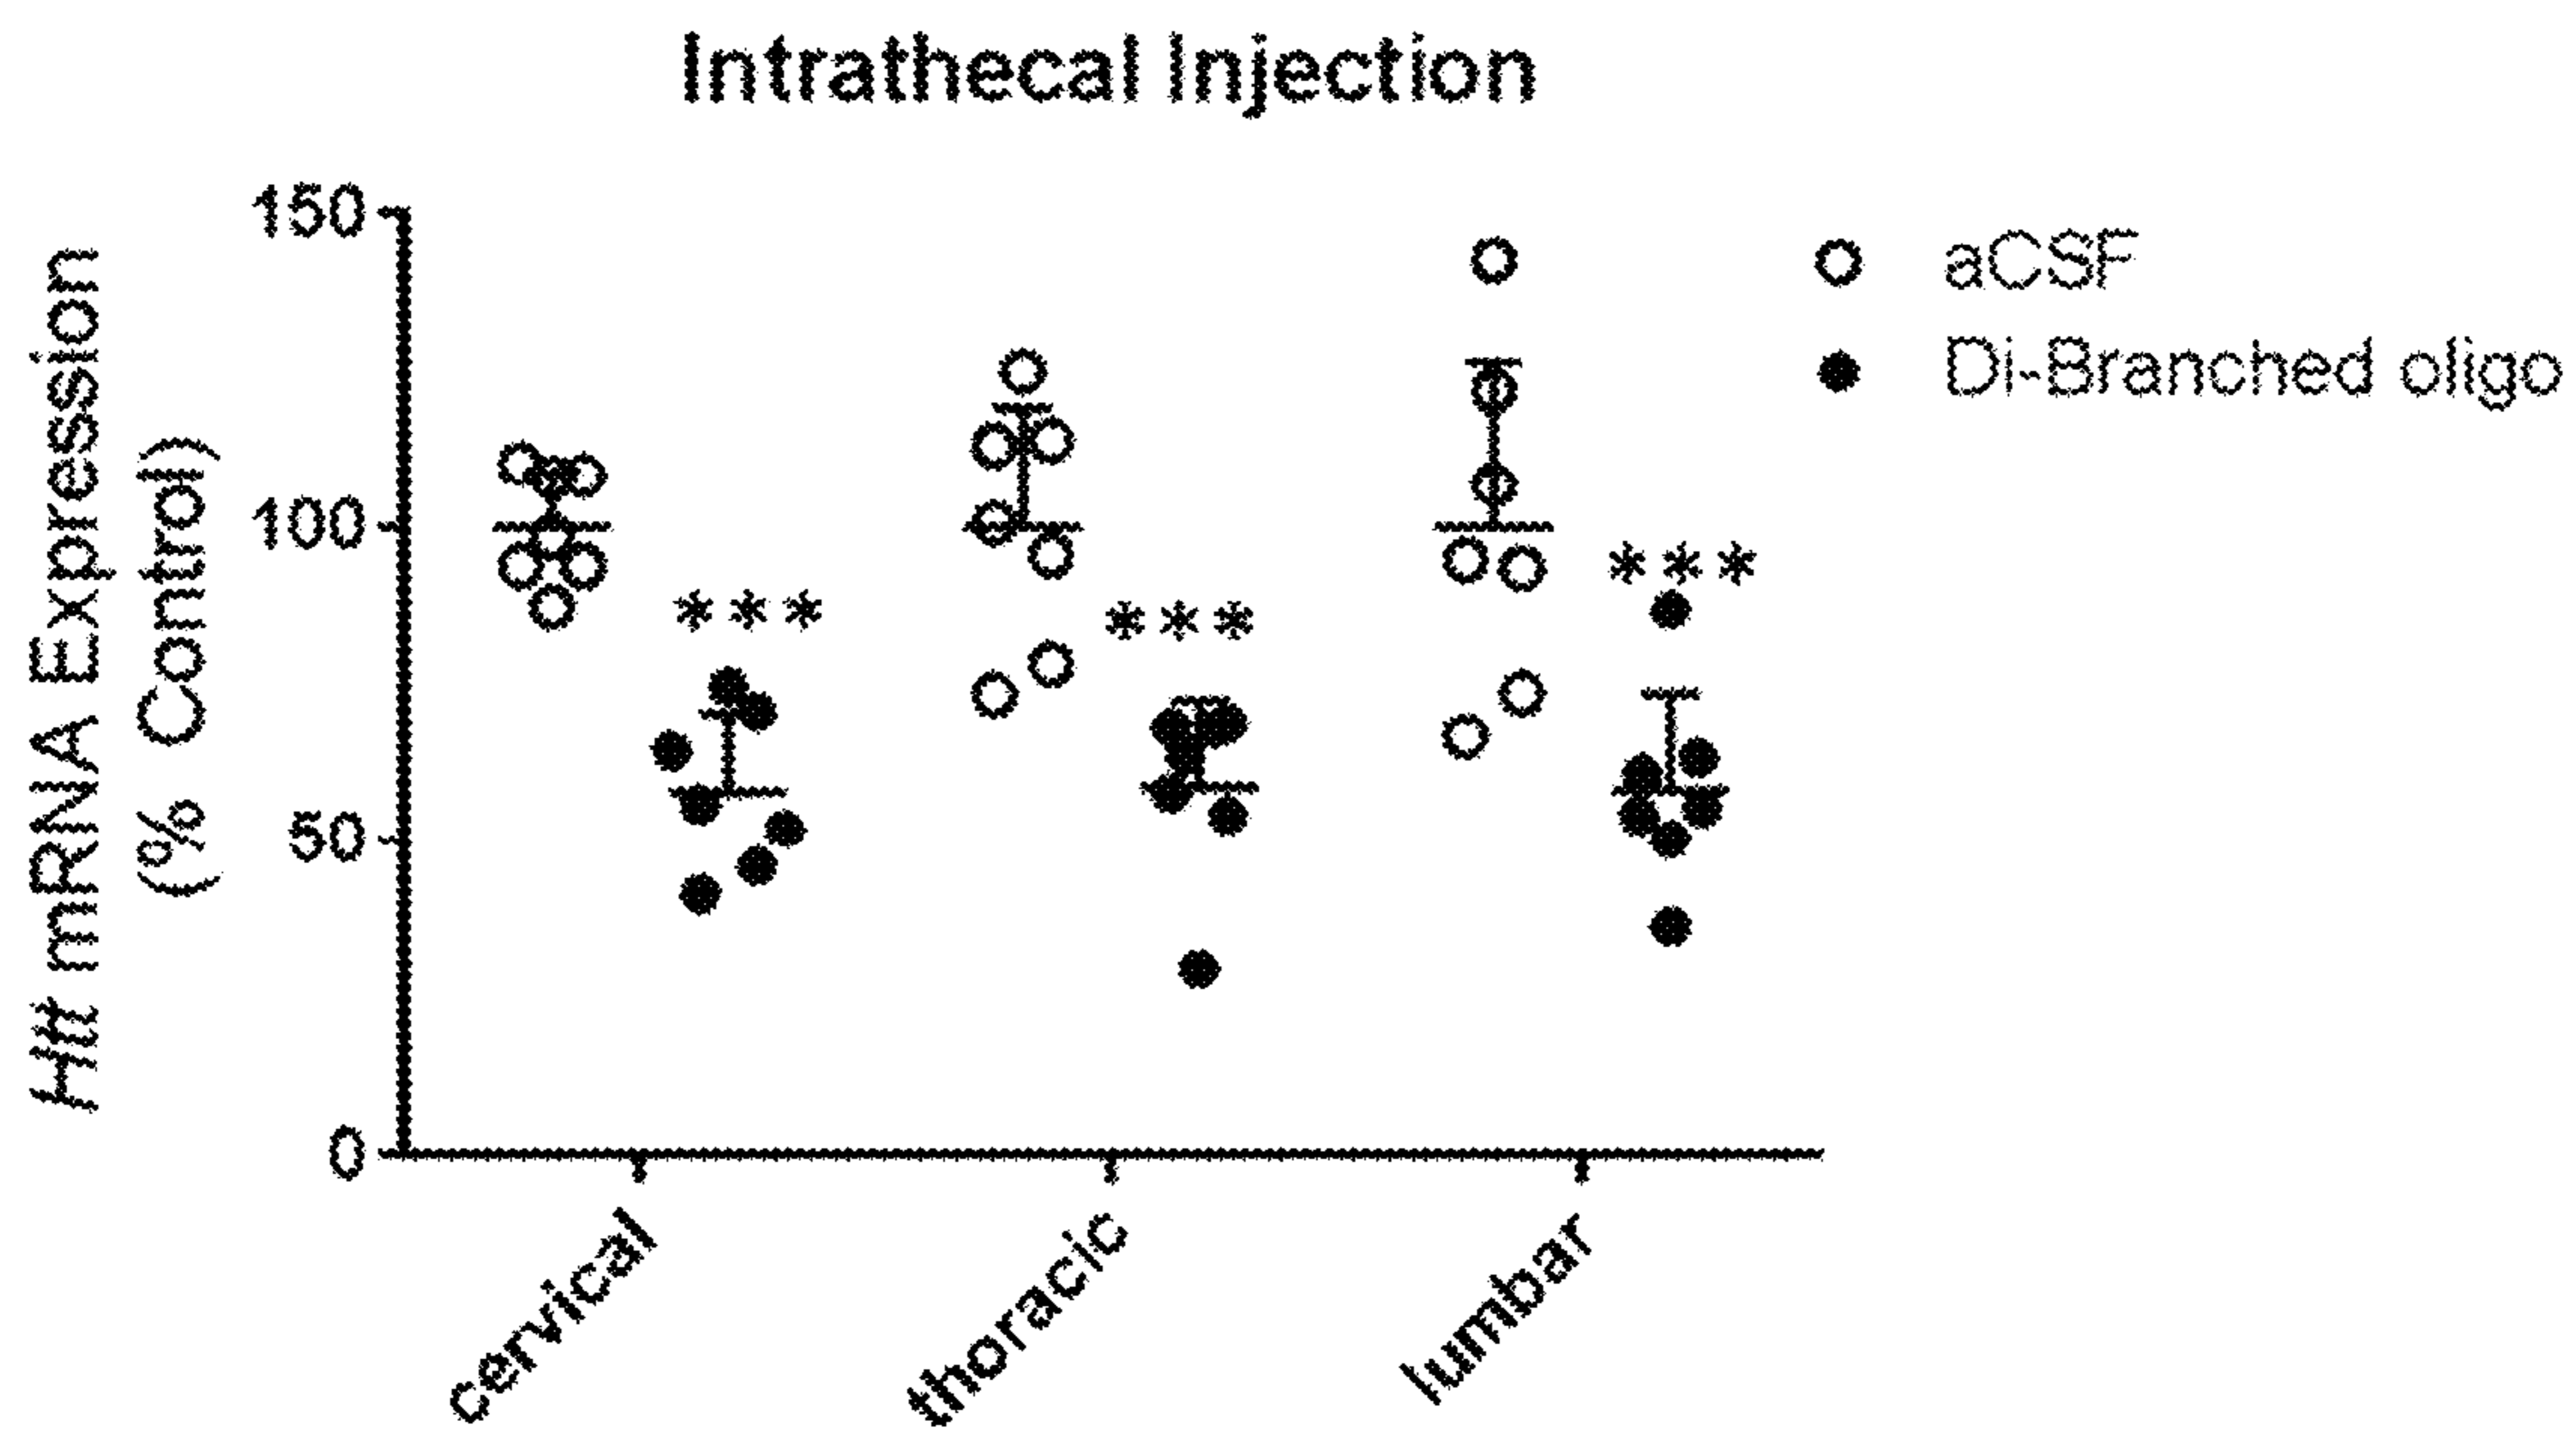 Intrathecal Injection
Htt mRNA Expression
(% Control)
150
100
50
0
***
***
***
aCSF
Di-Branched oligo
cervical
thoracic
lumbar